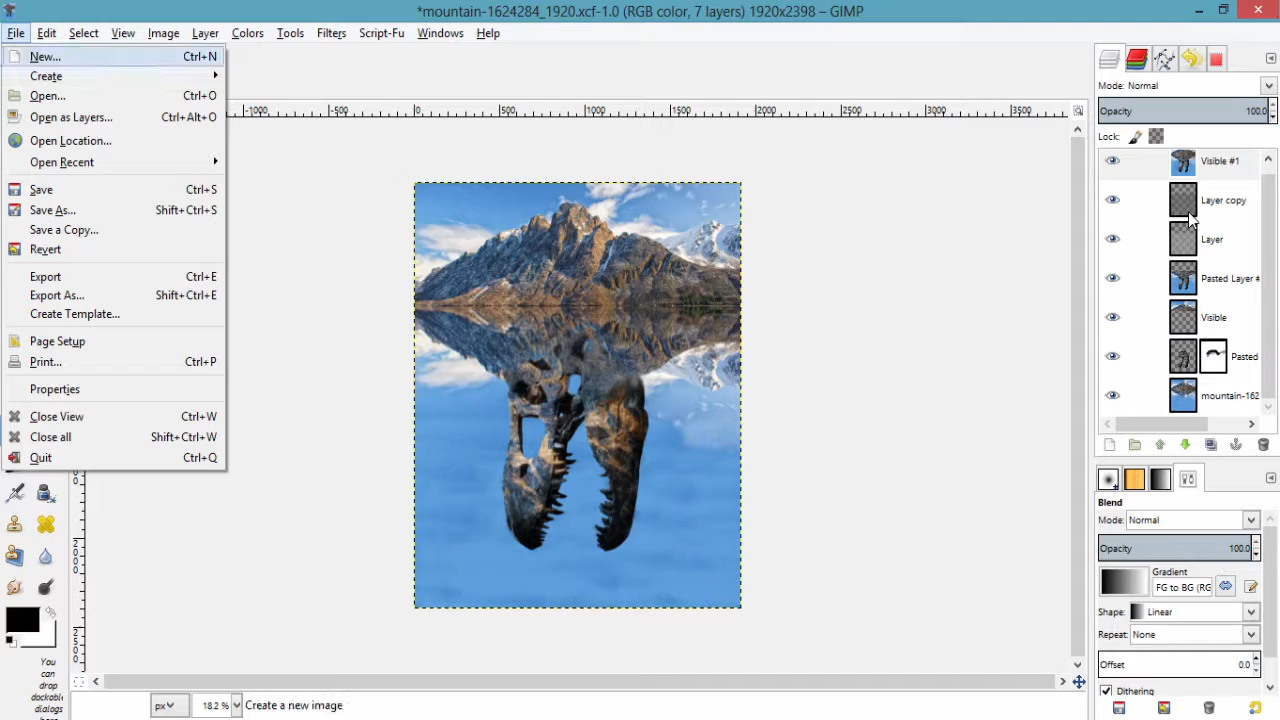 *mountain-1624284_1920.xcf-1.0 (RGB color, 7 layers) 1920x2398 – GIMP
File Edit Select View Image Layer Colors Tools Filters Script-Fu Windows Help
New... Ctrl+N
Create
Open... Ctrl+O
Open as Layers... Ctrl+Alt+O
Open Location...
Open Recent
Save Ctrl+S
Save As... Shift+Ctrl+S
Save a Copy...
Revert
Export Ctrl+E
Export As... Shift+Ctrl+E
Create Template...
Page Setup
Print... Ctrl+P
Properties
Close View Ctrl+W
Close all Shift+Ctrl+W
Quit Ctrl+Q
You
can
drop
dockable
dialogs
here
-1000 -500 0 500 1000 1500 2000 2500 3000 3500
2000
2500
px 18.2 % Create a new image
Mode: Normal
Opacity 100.0
Lock:
Visible #1
Layer copy
Layer
Pasted Layer #
Visible
Pasted
mountain-162
Blend
Mode: Normal
Opacity 100.0
Gradient
FG to BG (RG
Shape: Linear
Repeat: None
Offset 0.0
Dithering